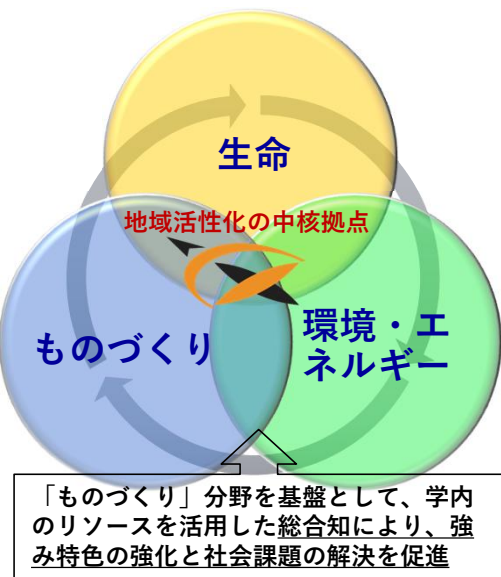 生命
地域活性化の中核拠点
ものづくり
環境・エ
ネルギー
「ものづくり」分野を基盤として、学内
のリソースを活用した総合知により、強
み特色の強化と社会課題の解決を促進